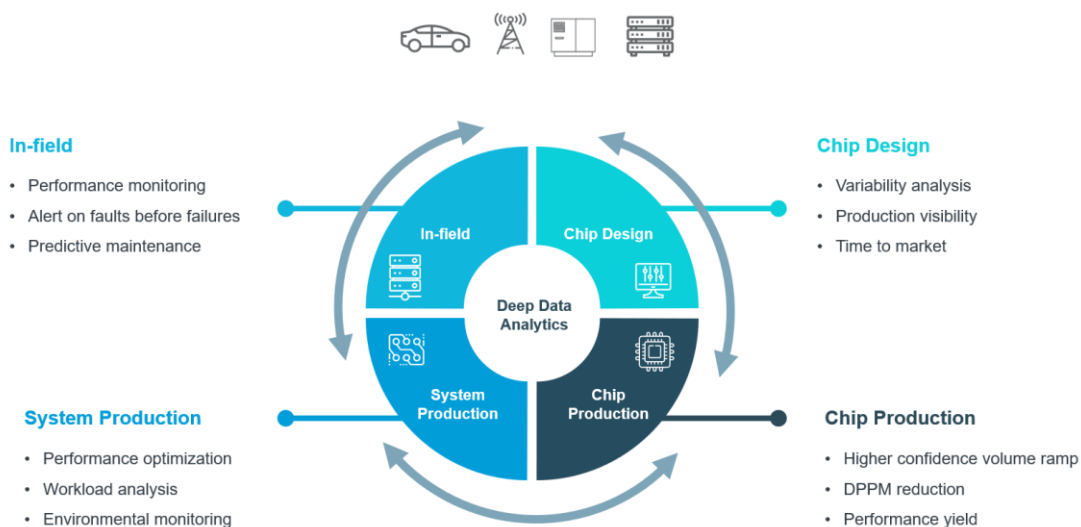 In-field
• Performance monitoring
• Alert on faults before failures
• Predictive maintenance
Chip Design
• Variability analysis
• Production visibility
• Time to market
In-field
Chip Design
Deep Data
Analytics
System
Production
Chip
Production
System Production
• Performance optimization
• Workload analysis
• Environmental monitoring
Chip Production
• Higher confidence volume ramp
• DPPM reduction
• Performance yield